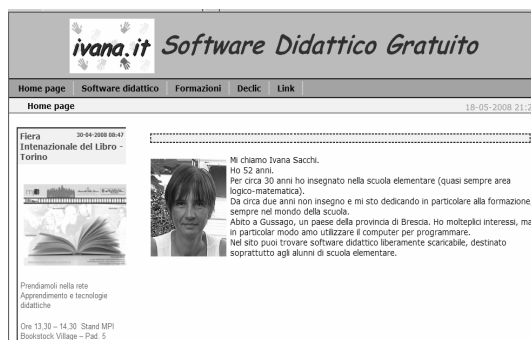 ivana.it Software Didattico Gratuito
Home page Software didattico Formazioni Declic Link
Home page 18-05-2008 21:2
Fiera 30-04-2008 08:47
Intenazionale del Libro -
Torino
Prendiamoli nella rete
Apprendimento e tecnologie
didattiche
Ore 13,30 – 14,30 Stand MPI
Bookstock Village – Pad. 5
Mi chiamo Ivana Sacchi.
Ho 52 anni.
Per circa 30 anni ho insegnato nella scuola elementare (quasi sempre area
logico-matematica).
Da circa due anni non insegno e mi sto dedicando in particolare alla formazione,
sempre nel mondo della scuola.
Abito a Gussago, un paese della provincia di Brescia. Ho molteplici interessi, ma
in particolar modo amo utilizzare il computer per programmare.
Nel sito puoi trovare software didattico liberamente scaricabile, destinato
soprattutto agli alunni di scuola elementare.